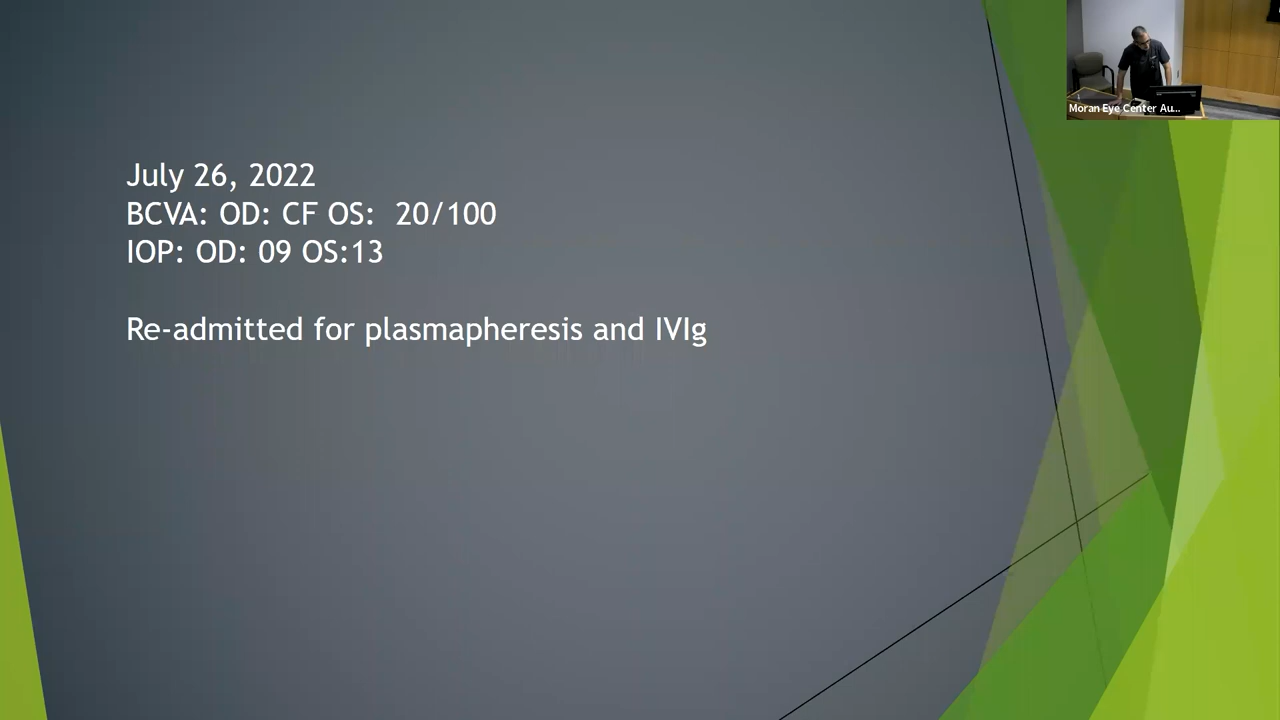 July 26, 2022
BCVA: OD: CF OS:  20/100
IOP: OD: 09 OS:13
Re-admitted for plasmapheresis and IVIg
Moran Eye Center Au...